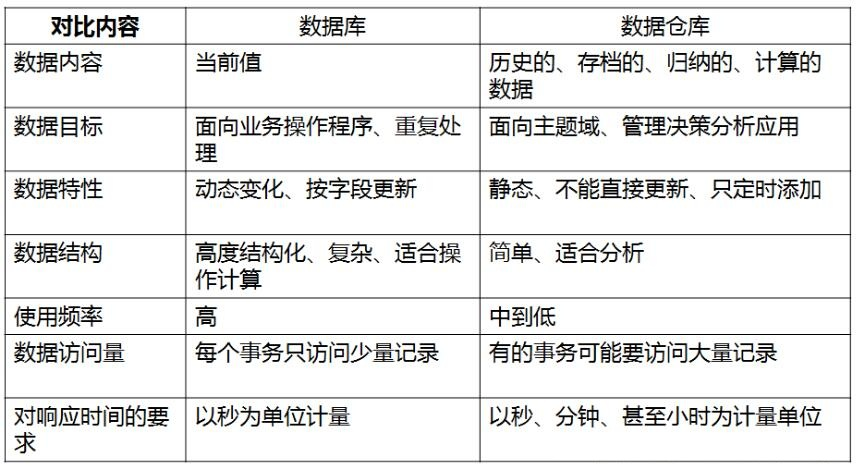 对比内容 数据库 数据仓库
数据内容 当前值 历史的、存档的、归纳的、计算的
数据
数据目标 面向业务操作程序、重复处 面向主题域、管理决策分析应用
理
数据特性 动态变化、按字段更新 静态、不能直接更新、只定时添加
数据结构 高度结构化、复杂、适合操 简单、适合分析
作计算
使用频率 高 中到低
数据访问量 每个事务只访问少量记录 有的事务可能要访问大量记录
对响应时间的要 以秒为单位计量 以秒、分钟、甚至小时为计量单位
求